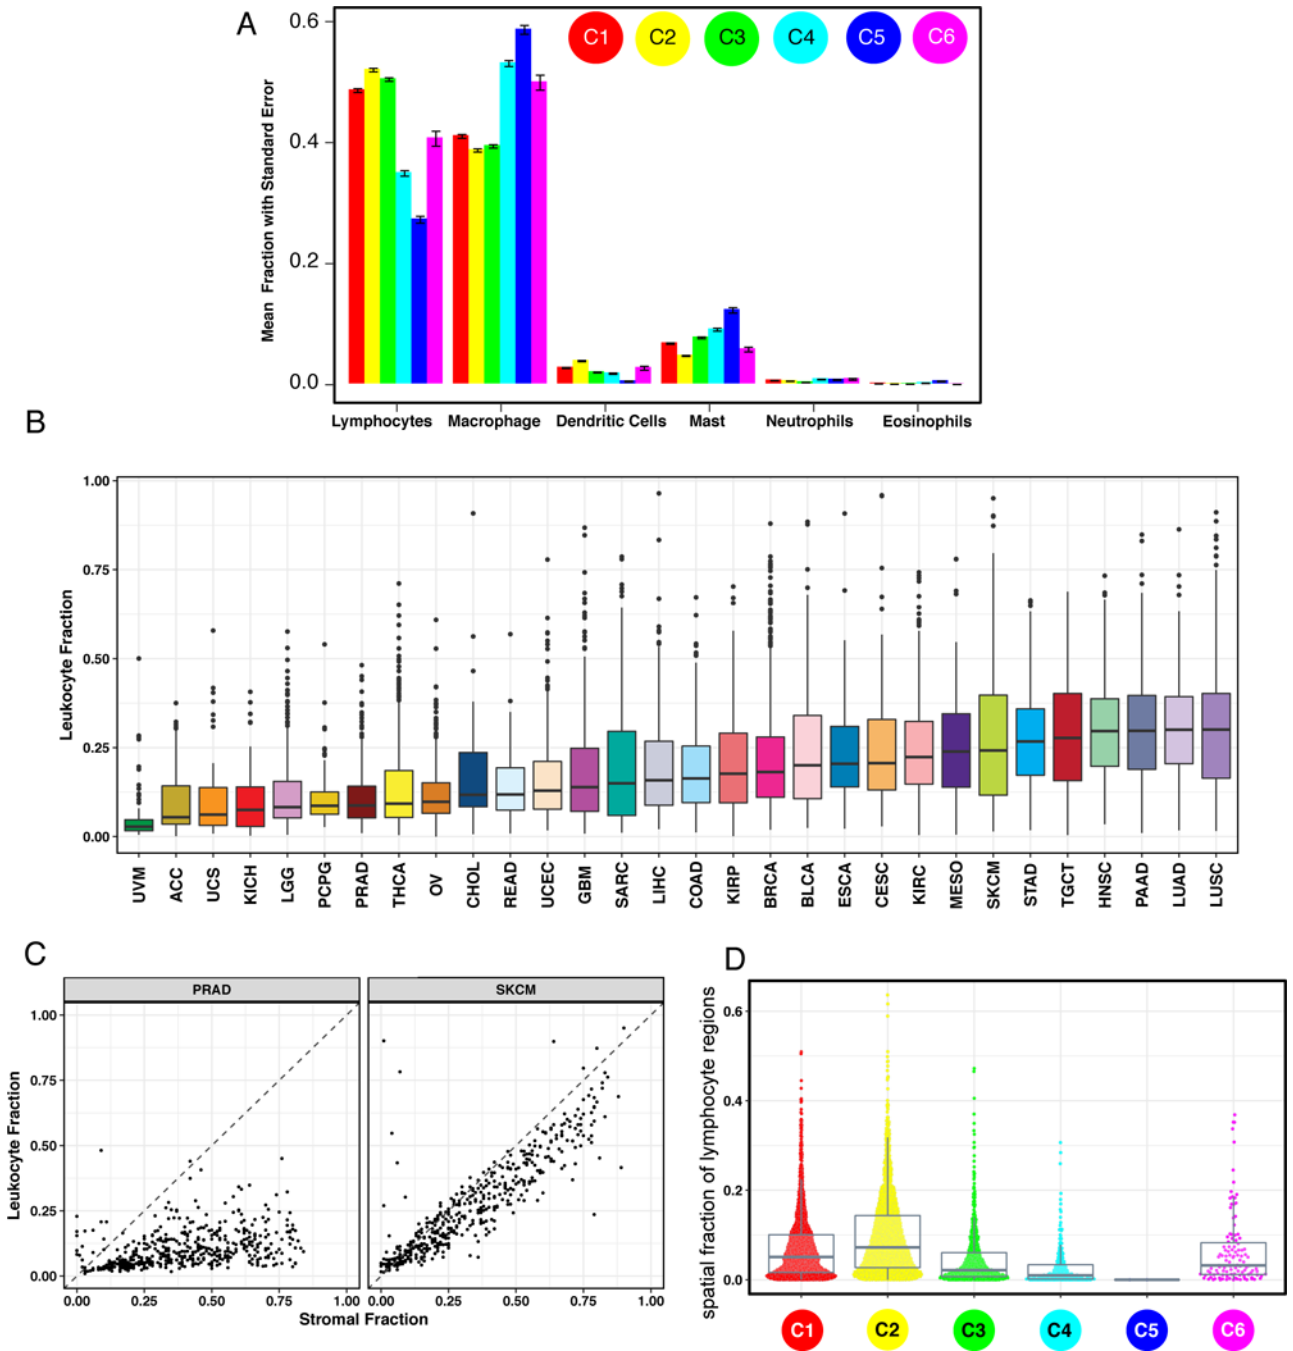 A
C1 C2 C3 C4 C5 C6
Mean Fraction with Standard Error
0.6
0.4
0.2
0.0
Lymphocytes Macrophage Dendritic Cells Mast Neutrophils Eosinophils
B
Leukocyte Fraction
1.00
0.75
0.50
0.25
0.00
UVM ACC UCS KICH LGG PCPG PRAD THCA OV CHOL READ UCEC GBM SARC LIHC COAD KIRP BRCA BLCA ESCA CESC KIRC MESO SKCM STAD TGCT HNSC PAAD LUAD LUSC
C
PRAD SKCM
Leukocyte Fraction
1.00
0.75
0.50
0.25
0.00
0.00 0.25 0.50 0.75 1.00 0.00 0.25 0.50 0.75 1.00
Stromal Fraction
D
spatial fraction of lymphocyte regions
0.6
0.4
0.2
0.0
C1 C2 C3 C4 C5 C6